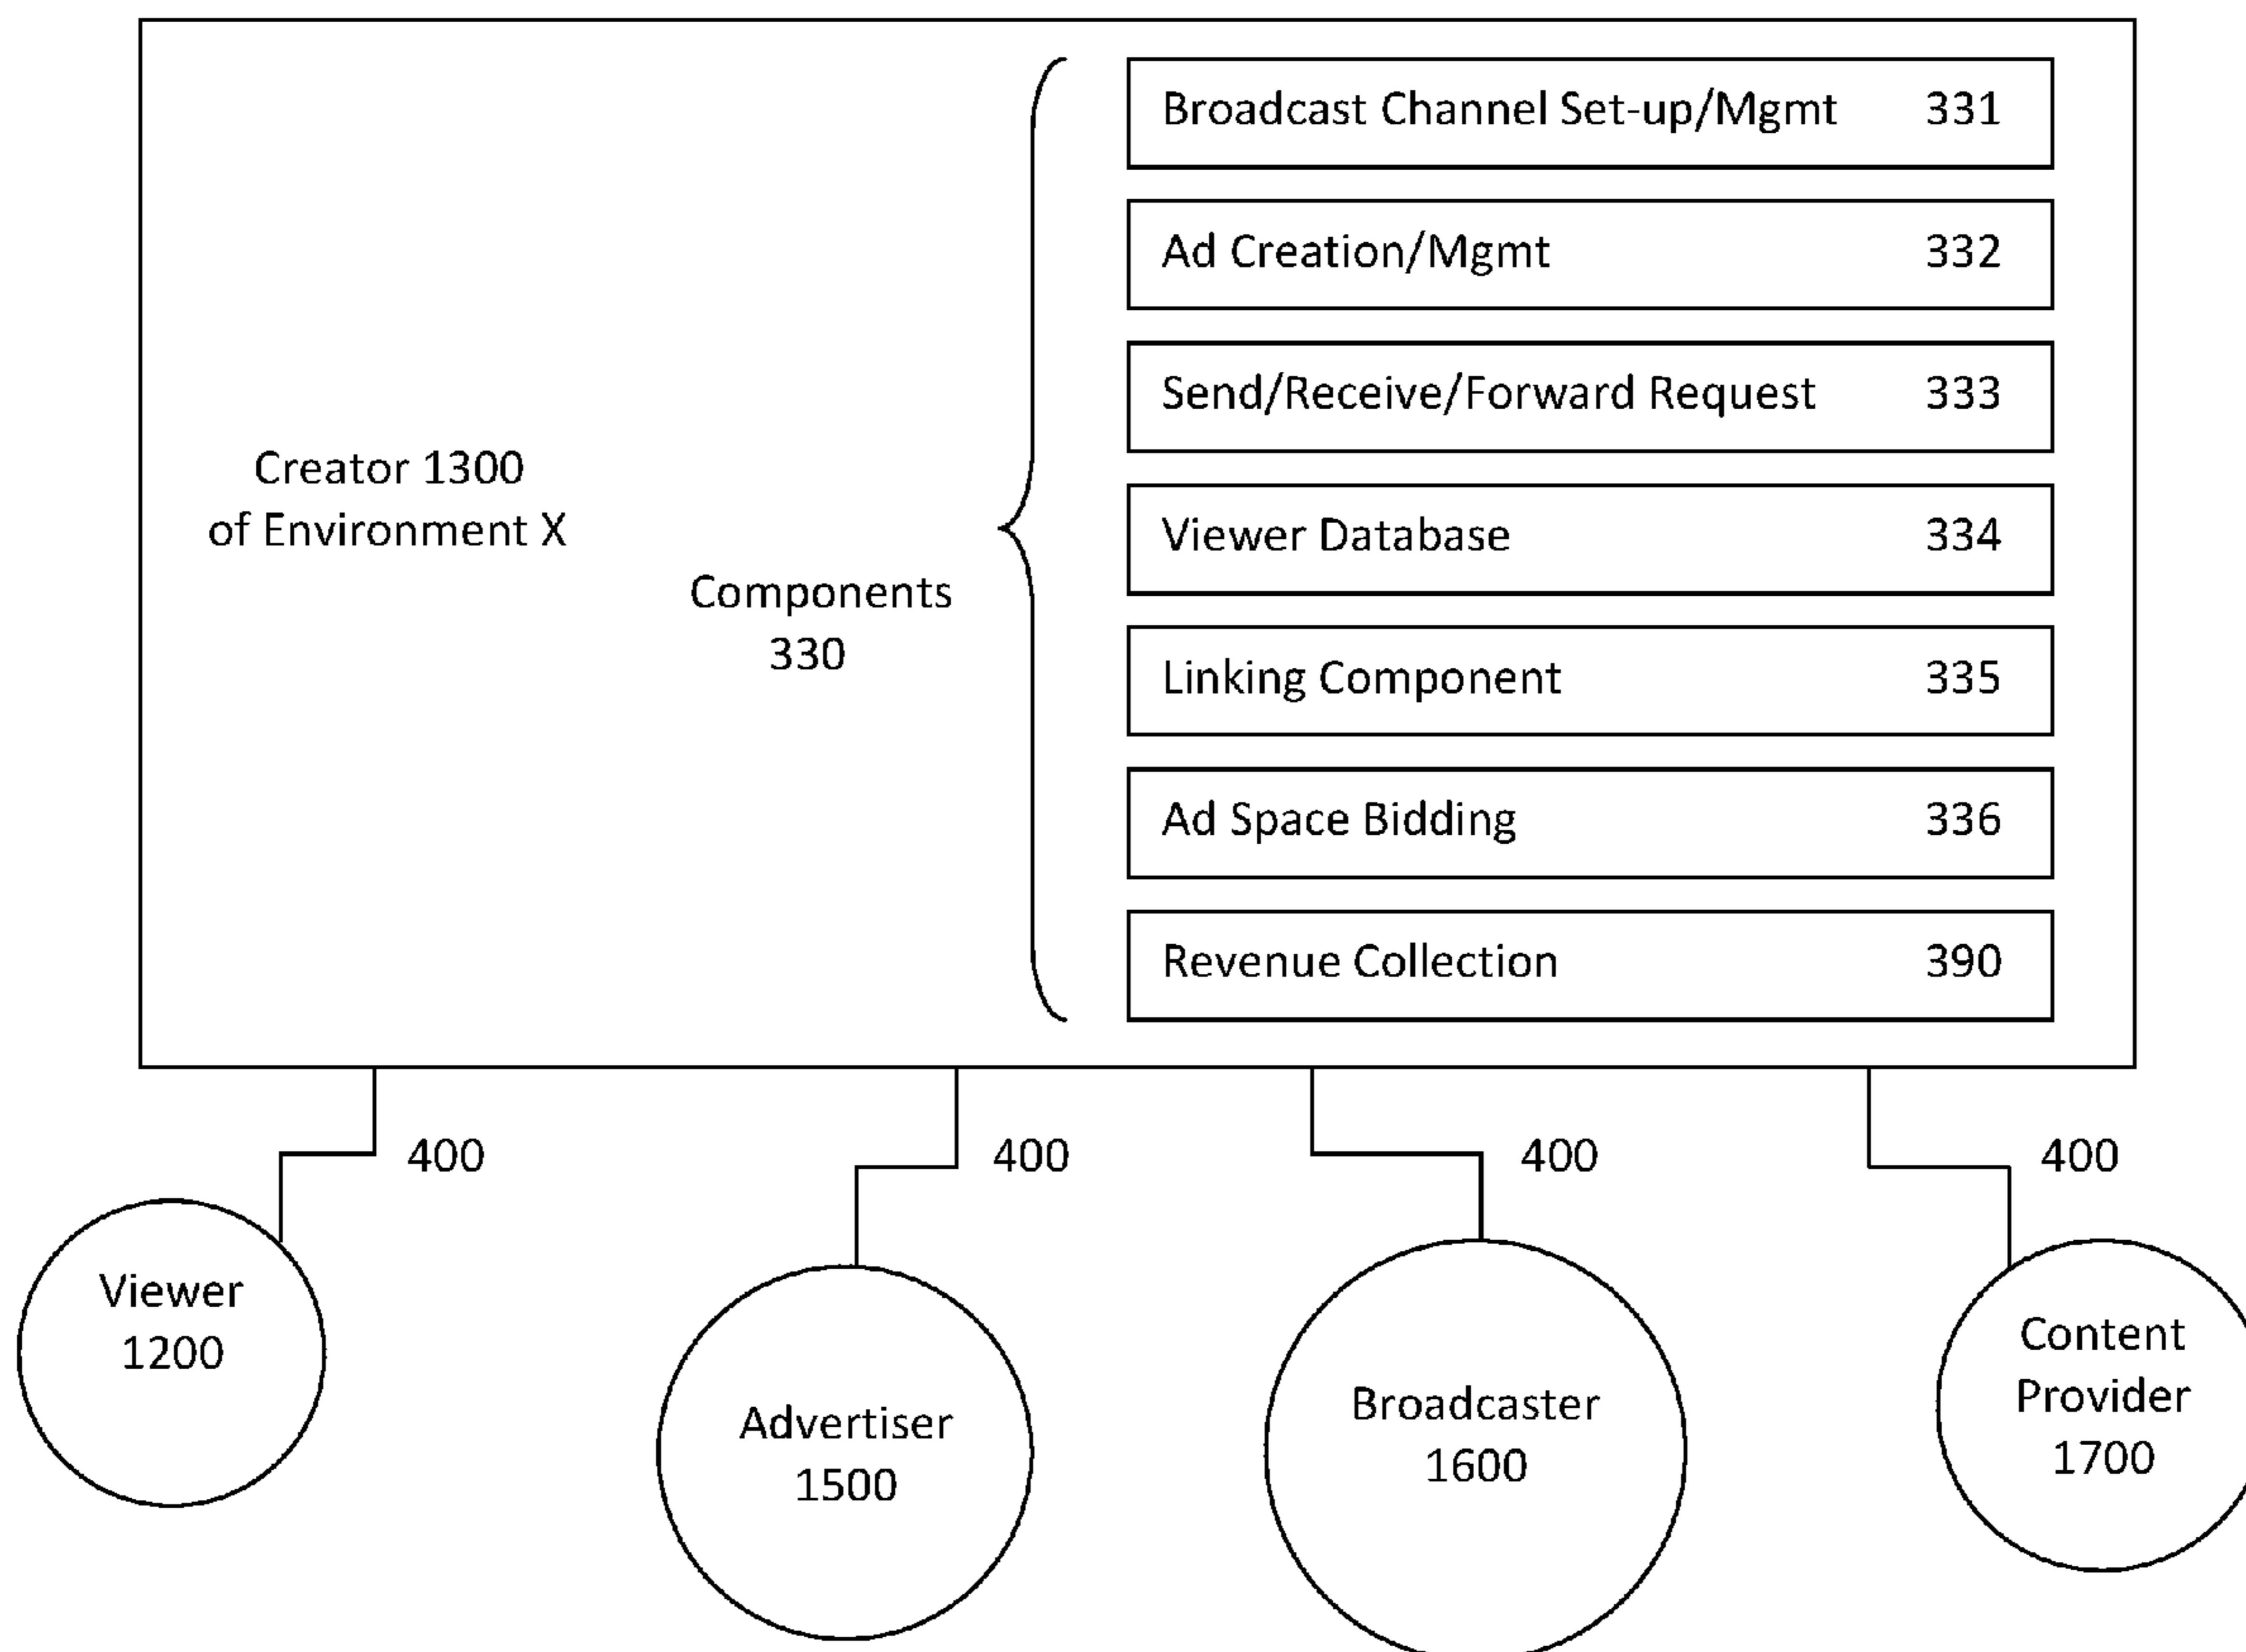 Broadcast Channel Set-up/Mgmt 331
Ad Creation/Mgmt 332
Send/Receive/Forward Request 333
Creator 1300
of Environment X
Viewer Database 334
Components
330
Linking Component 335
Ad Space Bidding 336
Revenue Collection 390
400
400
400
400
Viewer
1200
Advertiser
1500
Broadcaster
1600
Content
Provider
1700